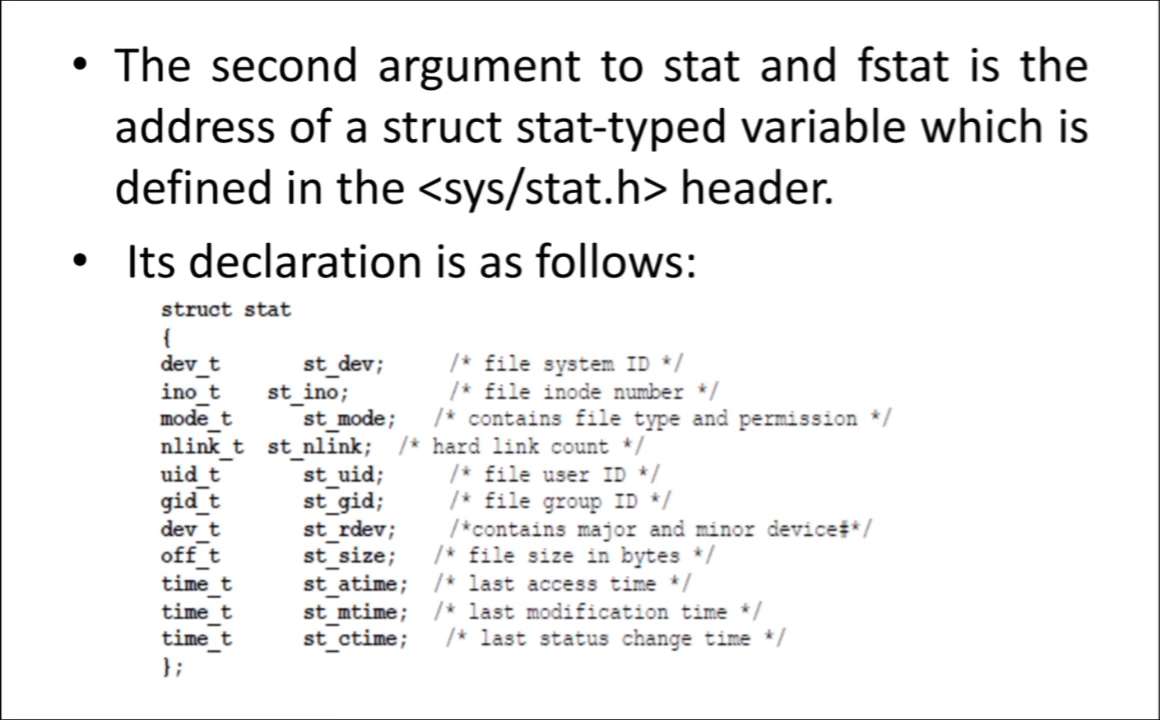 • The second argument to stat and fstat is the
address of a struct stat-typed variable which is
defined in the <sys/stat.h> header.
• Its declaration is as follows:
struct stat
{
dev_t st_dev; /* file system ID */
ino_t st_ino; /* file inode number */
mode_t st_mode; /* contains file type and permission */
nlink_t st_nlink; /* hard link count */
uid_t st_uid; /* file user ID */
gid_t st_gid; /* file group ID */
dev_t st_rdev; /*contains major and minor device#*/
off_t st_size; /* file size in bytes */
time_t st_atime; /* last access time */
time_t st_mtime; /* last modification time */
time_t st_ctime; /* last status change time */
};